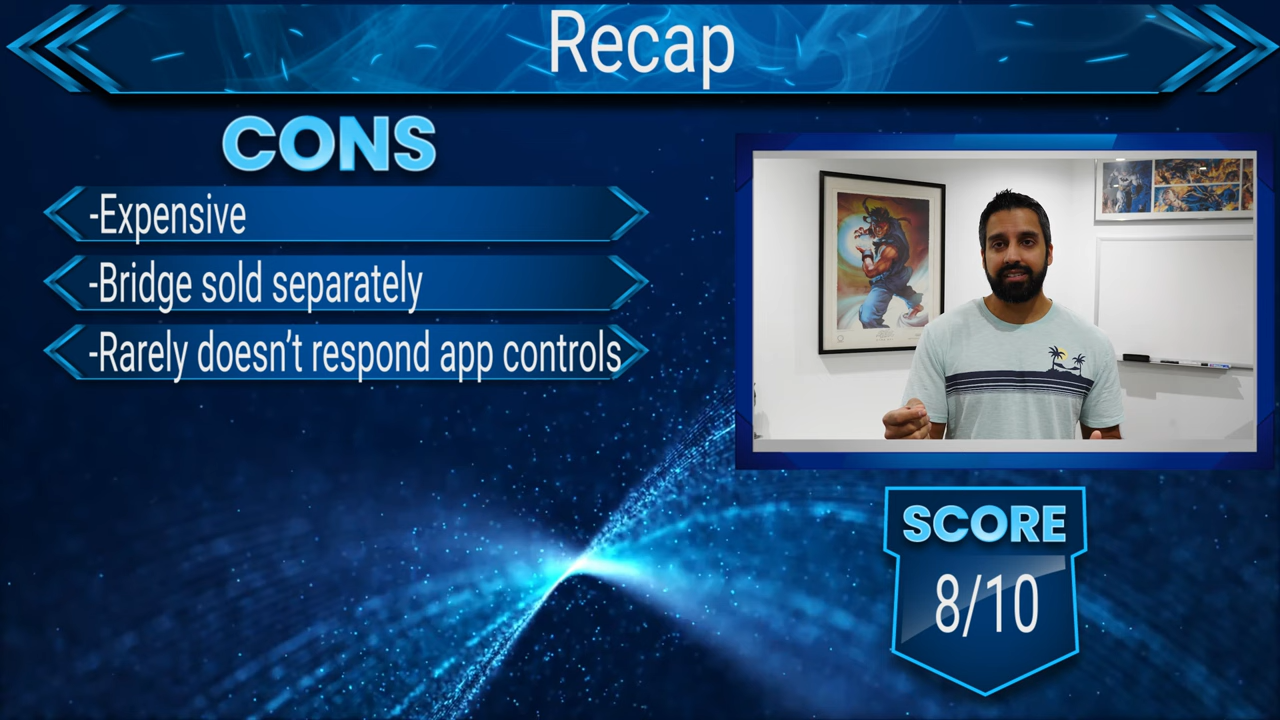 Recap
CONS
-Expensive
-Bridge sold separately
-Rarely doesn't respond app controls
SCORE
8/10